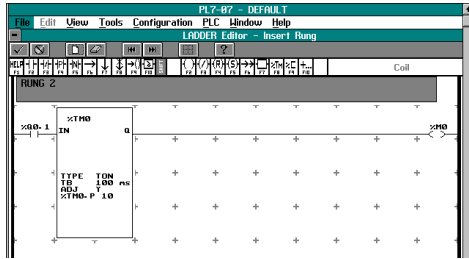 PL7-07 - DEFAULT
File Edit View Tools Configuration PLC Window Help
LADDER Editor - Insert Rung
Coil
RUNG 2
%TM0
%Q0.1 IN Q %M0
TYPE TON
TB 100 ms
ADJ Y
%TM0.P 10